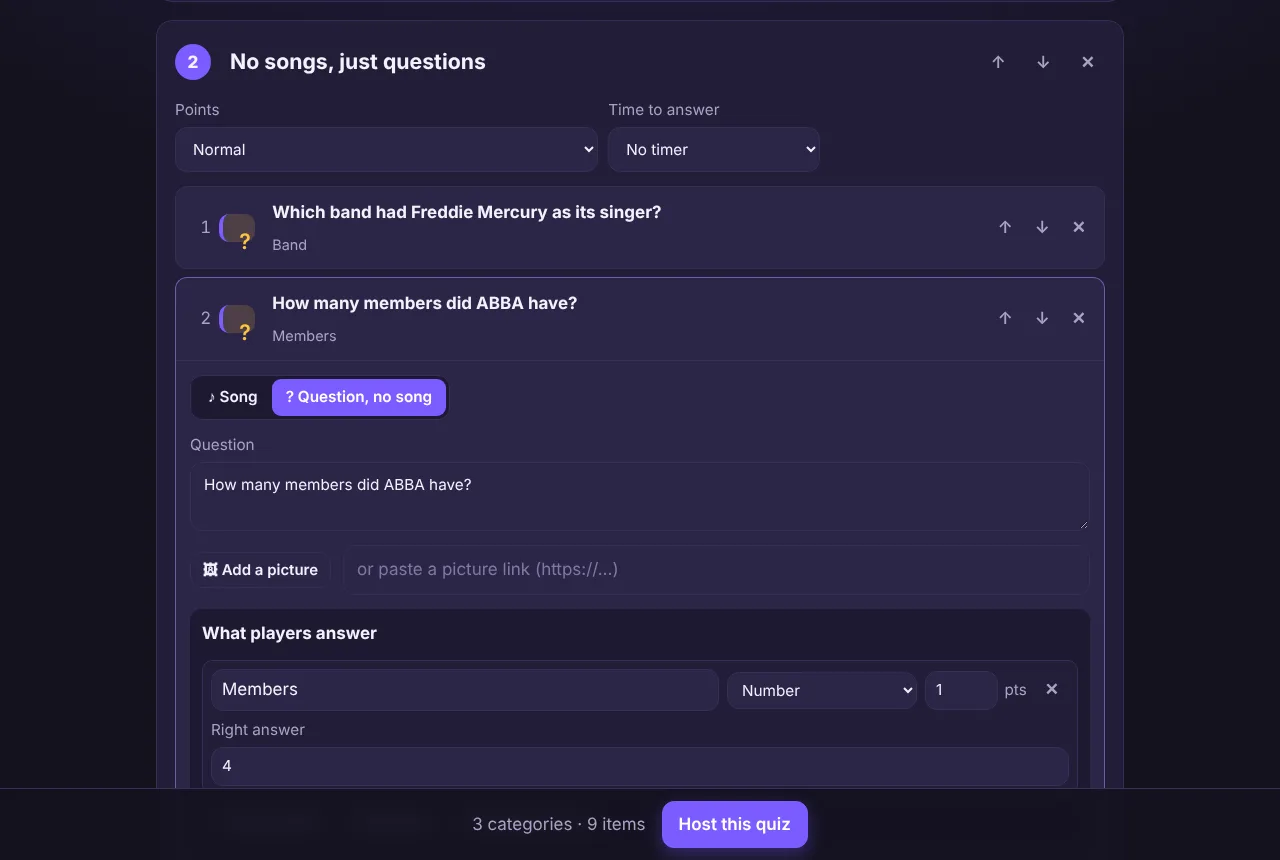 2 No songs, just questions ↑ ↓ ✕
Points Time to answer
Normal No timer
1 ? Which band had Freddie Mercury as its singer? ↑ ↓ ✕
Band
2 ? How many members did ABBA have? ↑ ↓ ✕
Members
♪ Song ? Question, no song
Question
How many members did ABBA have?
🖼 Add a picture or paste a picture link (https://...)
What players answer
Members Number 1 pts ✕
Right answer
4
3 categories · 9 items Host this quiz